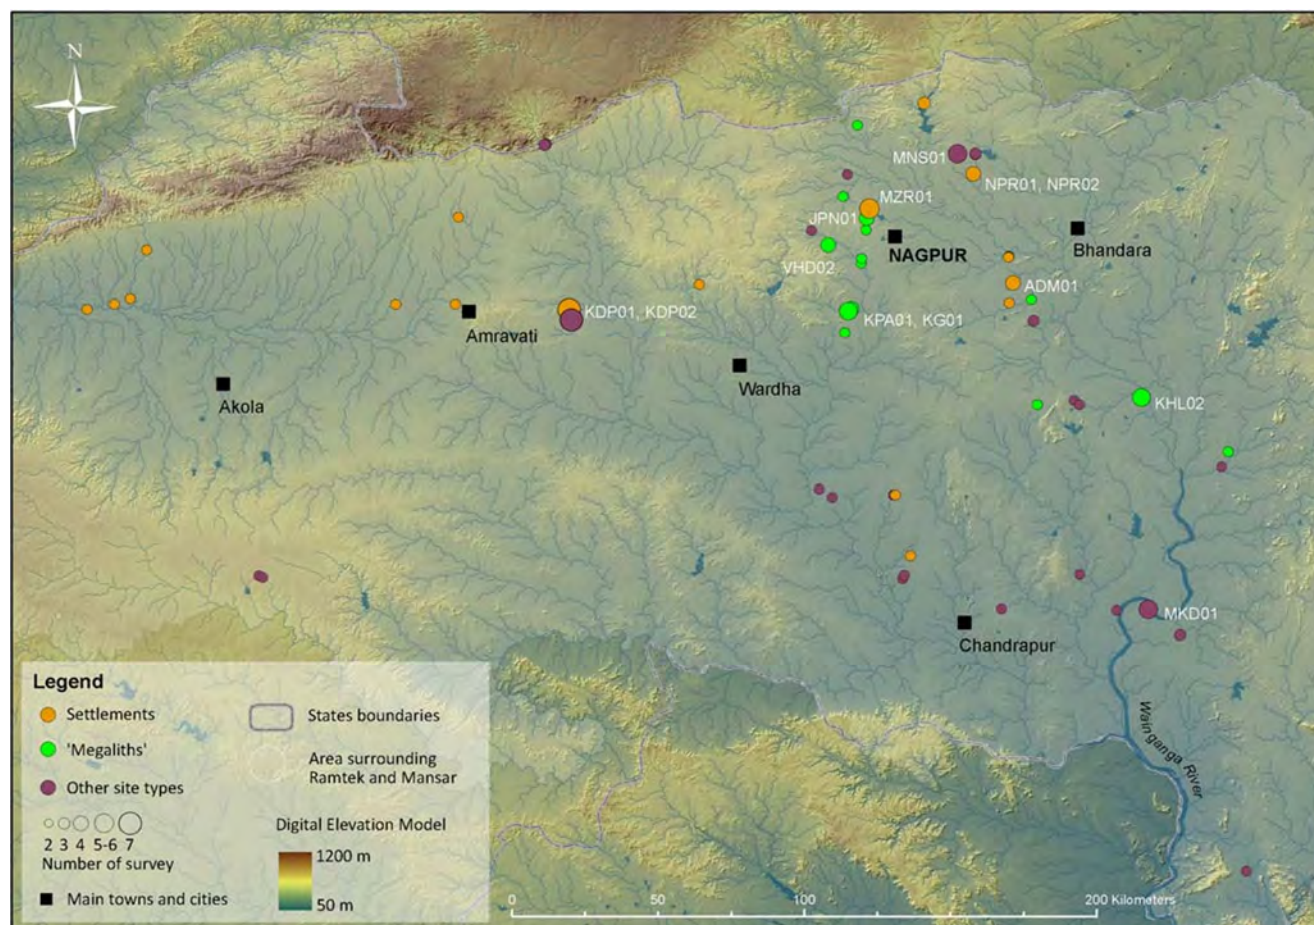 N
MNS01
NPR01, NPR02
MZR01
JPN01
NAGPUR
Bhandara
VHD02
ADM01
KDP01, KDP02
KPA01, KG01
Amravati
Wardha
Akola
KHL02
MKD01
Chandrapur
Wainganga River
Legend
Settlements
'Megaliths'
Other site types
2 3 4 5-6 7
Number of survey
Main towns and cities
States boundaries
Area surrounding
Ramtek and Mansar
Digital Elevation Model
1200 m
50 m
0 50 100 200 Kilometers